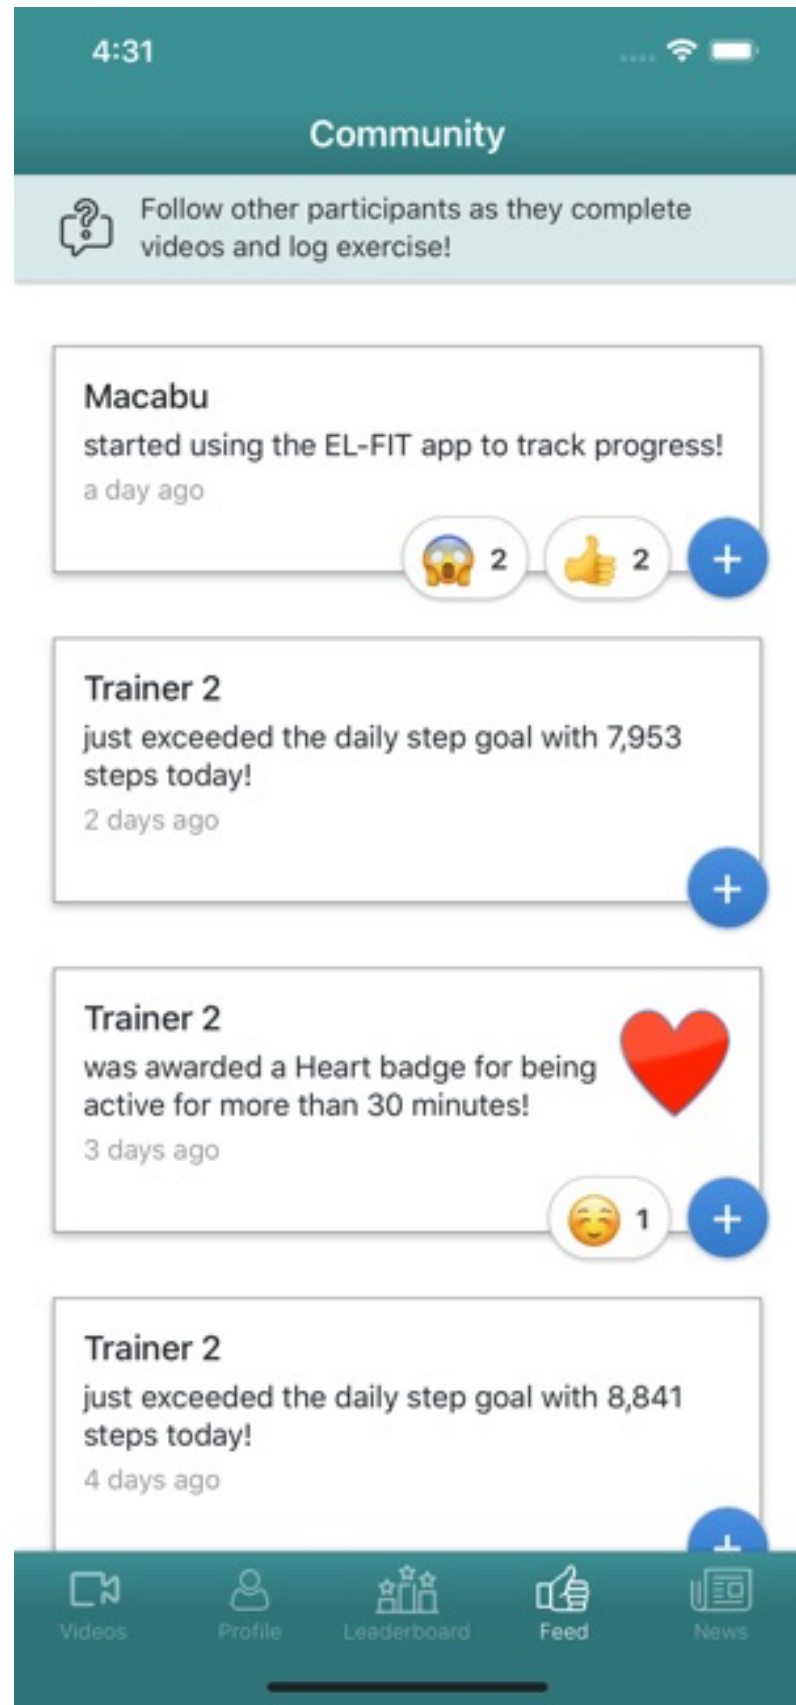 4:31
Community
Follow other participants as they complete
videos and log exercise!
Macabu
started using the EL-FIT app to track progress!
a day ago
2
2
+
Trainer 2
just exceeded the daily step goal with 7,953
steps today!
2 days ago
+
Trainer 2
was awarded a Heart badge for being
active for more than 30 minutes!
3 days ago
1
+
Trainer 2
just exceeded the daily step goal with 8,841
steps today!
4 days ago
+
Videos
Profile
Leaderboard
Feed
News